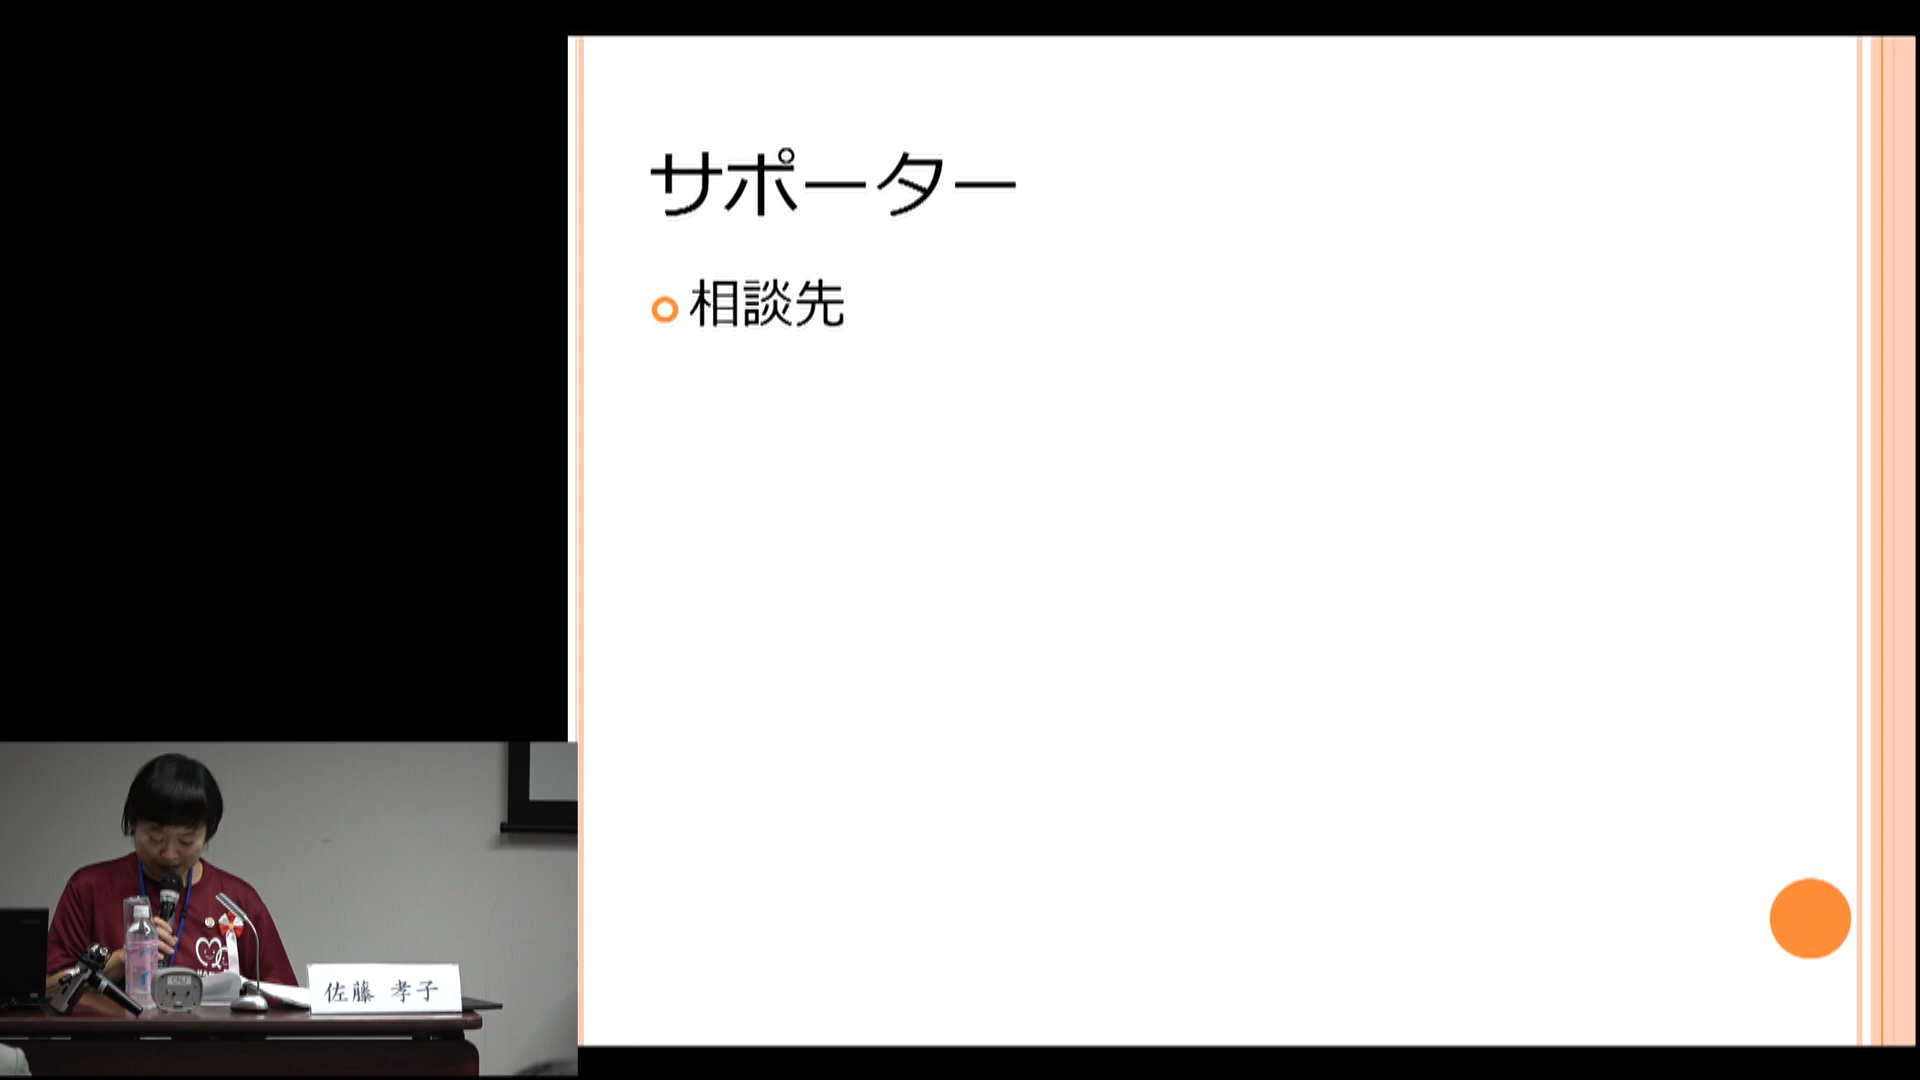 サポーター
相談先
佐藤 孝子